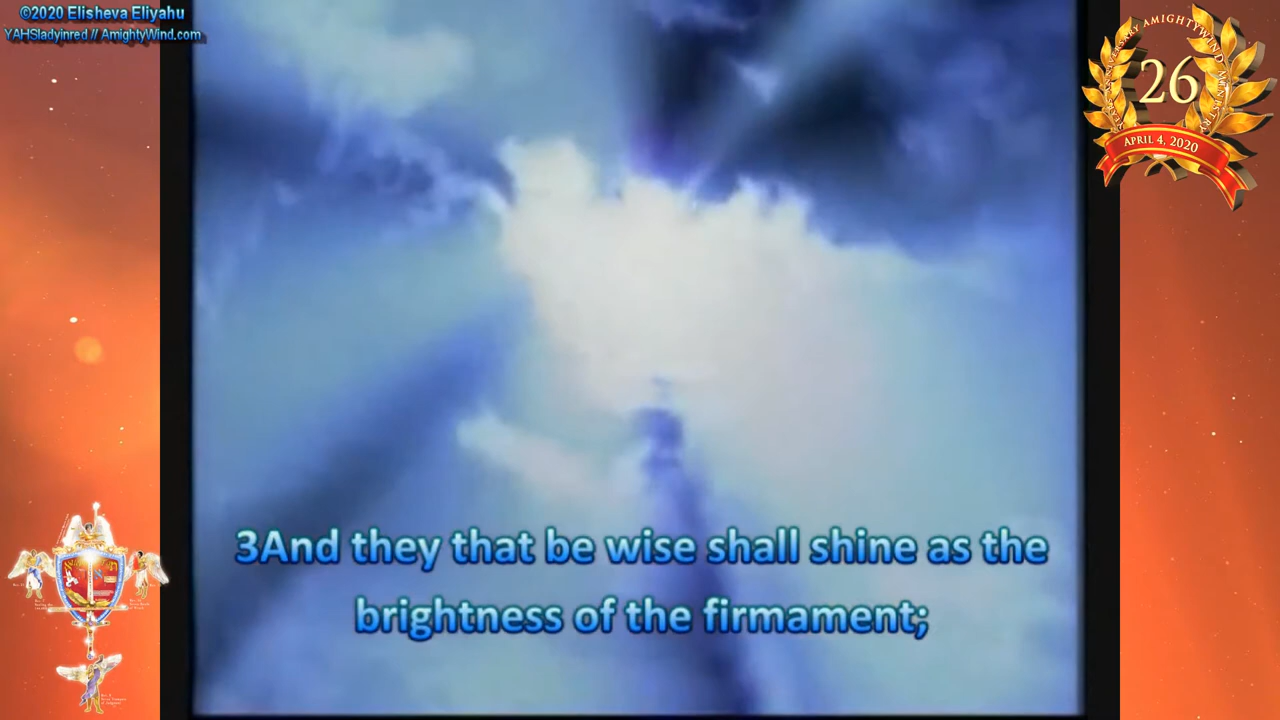 ©2020 Elisheva Eliyahu
YAHSladyinred // AmightyWind.com
26
APRIL 4, 2020
3And they that be wise shall shine as the
brightness of the firmament;